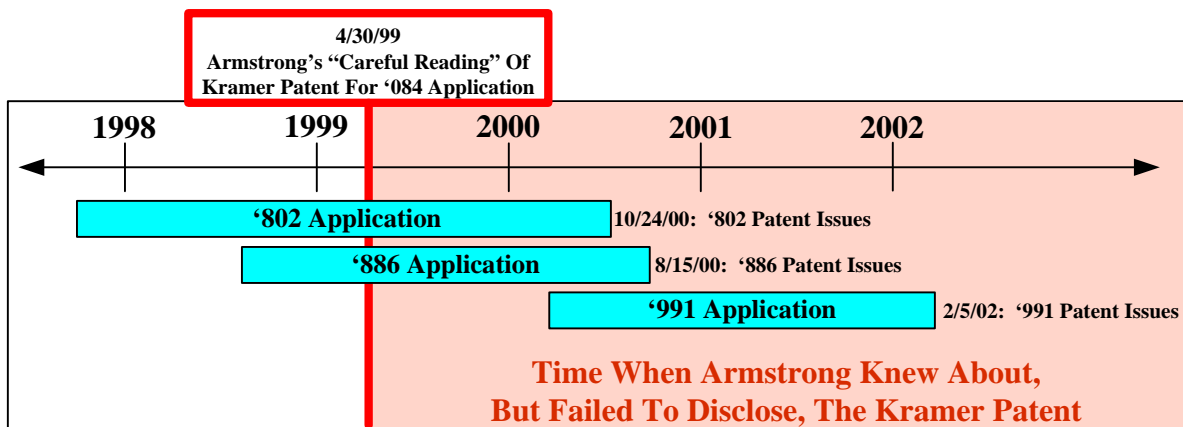 4/30/99
Armstrong’s “Careful Reading” Of
Kramer Patent For ‘084 Application
1998 1999 2000 2001 2002
‘802 Application 10/24/00: ‘802 Patent Issues
‘886 Application 8/15/00: ‘886 Patent Issues
‘991 Application 2/5/02: ‘991 Patent Issues
Time When Armstrong Knew About,
But Failed To Disclose, The Kramer Patent